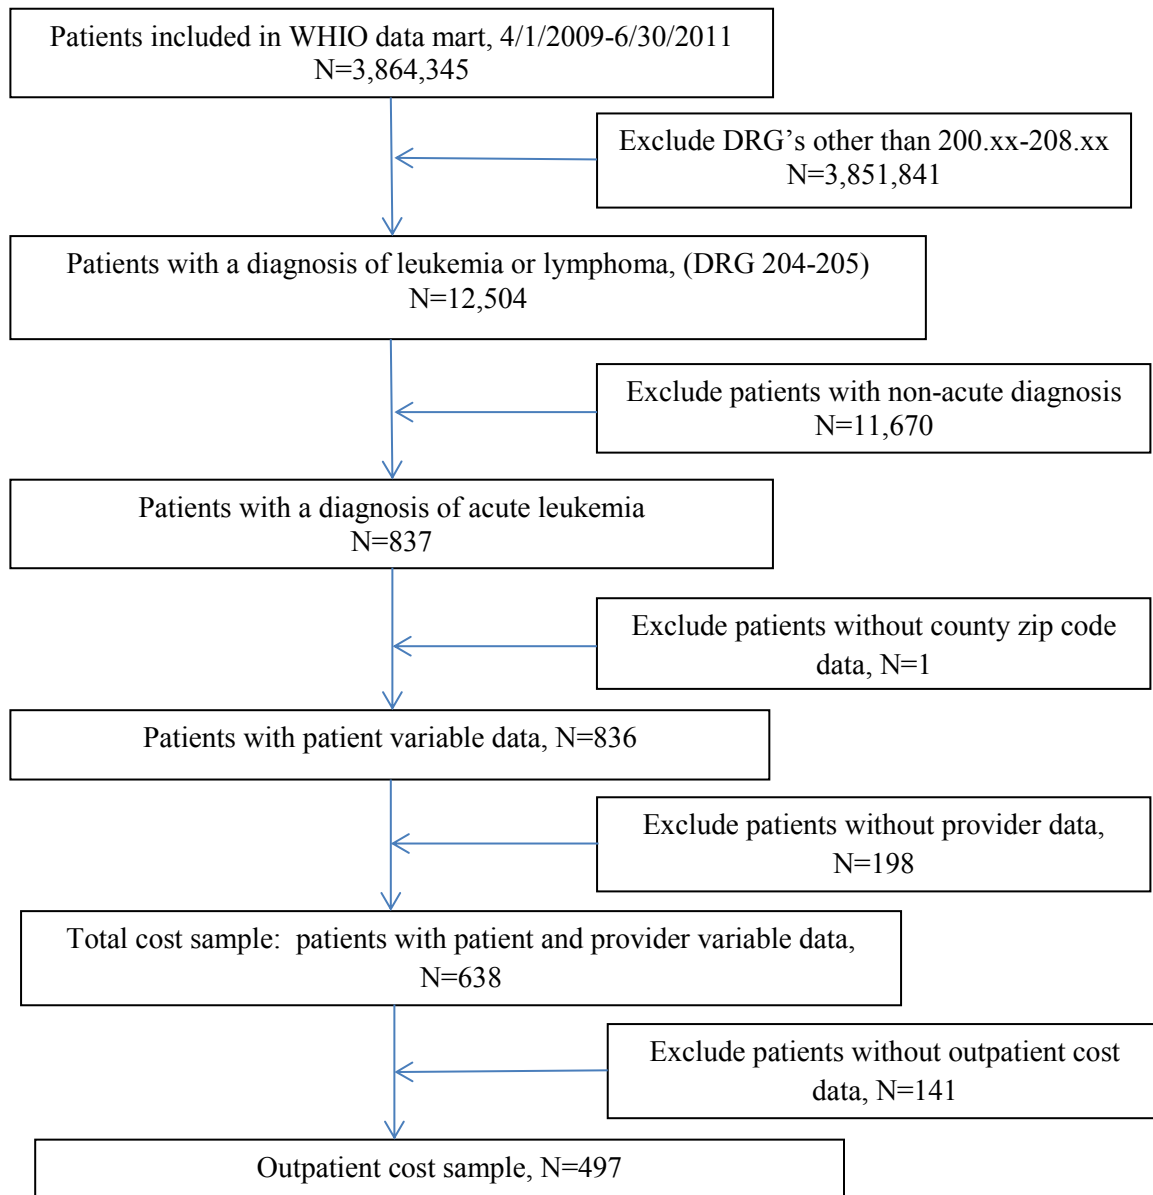 Patients included in WHIO data mart, 4/1/2009-6/30/2011
N=3,864,345
Exclude DRG’s other than 200.xx-208.xx
N=3,851,841
Patients with a diagnosis of leukemia or lymphoma, (DRG 204-205)
N=12,504
Exclude patients with non-acute diagnosis
N=11,670
Patients with a diagnosis of acute leukemia
N=837
Exclude patients without county zip code
data, N=1
Patients with patient variable data, N=836
Exclude patients without provider data,
N=198
Total cost sample:  patients with patient and provider variable data,
N=638
Exclude patients without outpatient cost
data, N=141
Outpatient cost sample, N=497